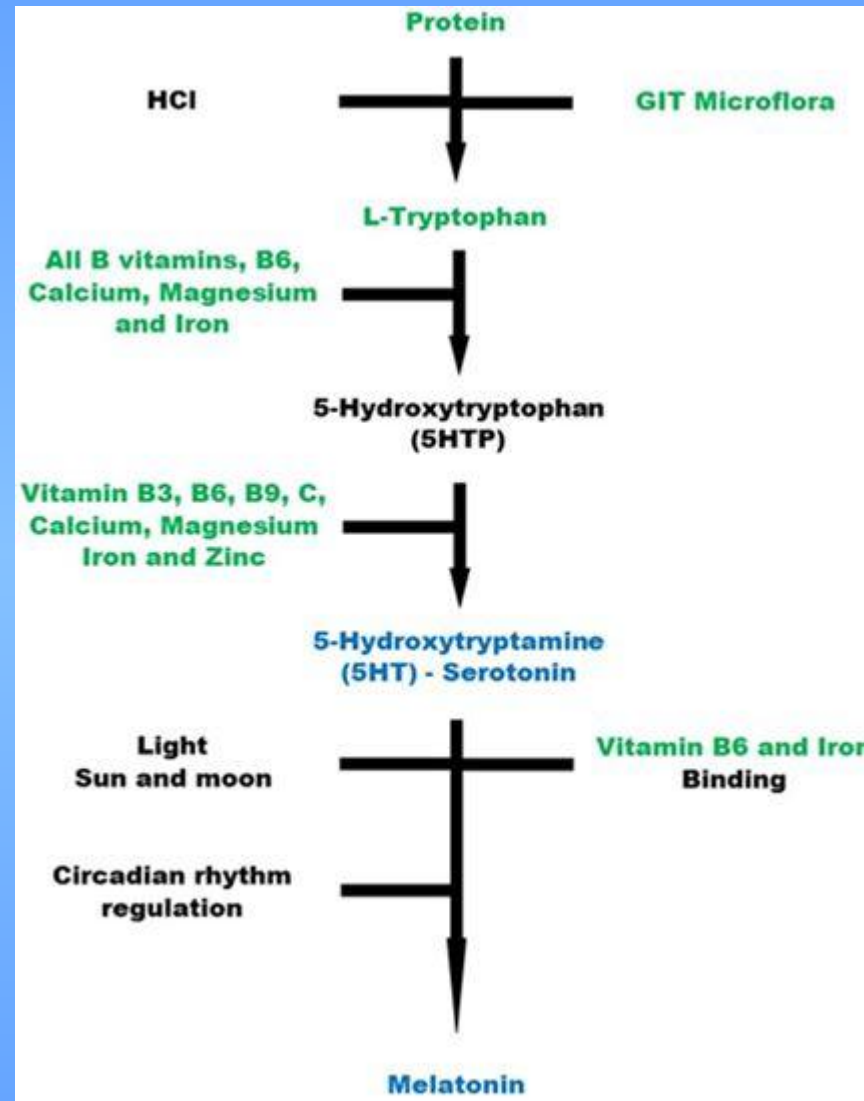 Protein
HCl
GIT Microflora
L-Tryptophan
All B vitamins, B6,
Calcium, Magnesium
and Iron
5-Hydroxytryptophan
(5HTP)
Vitamin B3, B6, B9, C,
Calcium, Magnesium
Iron and Zinc
5-Hydroxytryptamine
(5HT) - Serotonin
Light
Sun and moon
Vitamin B6 and Iron
Binding
Circadian rhythm
regulation
Melatonin